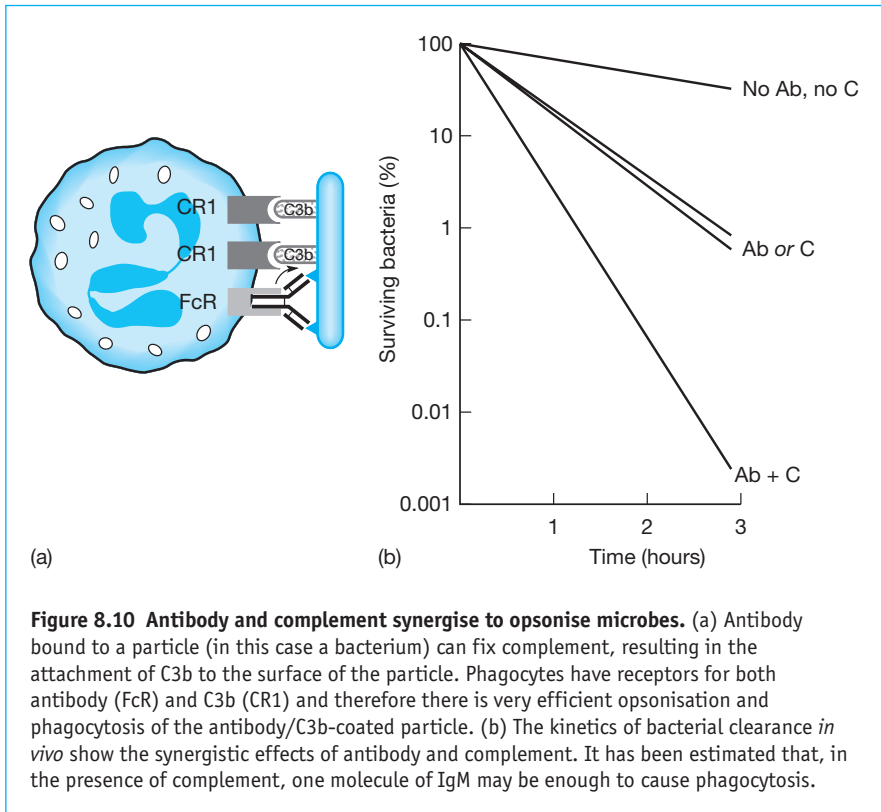 CR1
C3b
CR1
C3b
FcR
(a)
100
10
1
0.1
0.01
0.001
Surviving bacteria (%)
No Ab, no C
Ab or C
Ab + C
1 2 3
Time (hours)
(b)
Figure 8.10 Antibody and complement synergise to opsonise microbes. (a) Antibody
bound to a particle (in this case a bacterium) can fix complement, resulting in the
attachment of C3b to the surface of the particle. Phagocytes have receptors for both
antibody (FcR) and C3b (CR1) and therefore there is very efficient opsonisation and
phagocytosis of the antibody/C3b-coated particle. (b) The kinetics of bacterial clearance in
vivo show the synergistic effects of antibody and complement. It has been estimated that, in
the presence of complement, one molecule of IgM may be enough to cause phagocytosis.